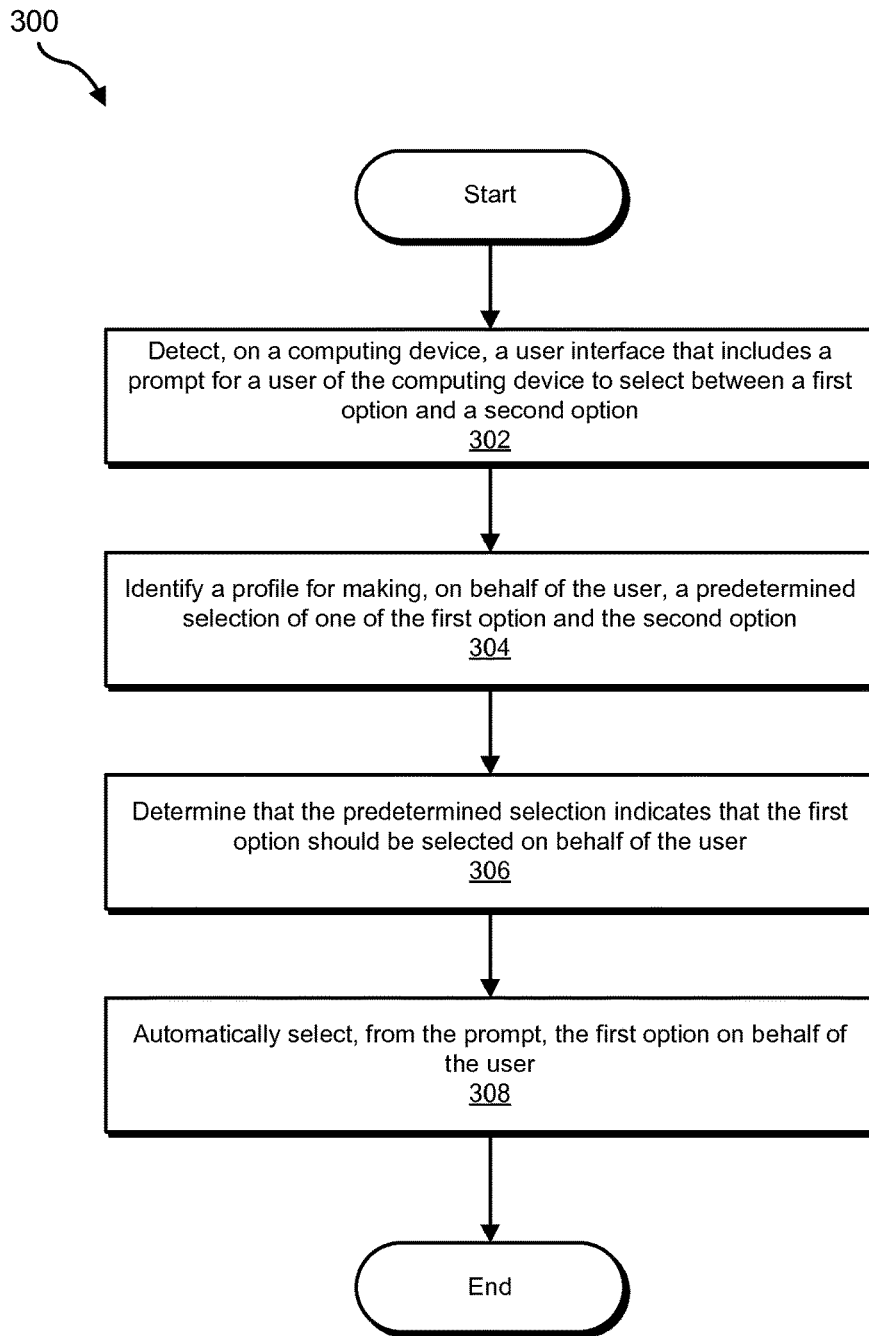 300
Start
Detect, on a computing device, a user interface that includes a
prompt for a user of the computing device to select between a first
option and a second option
302
Identify a profile for making, on behalf of the user, a predetermined
selection of one of the first option and the second option
304
Determine that the predetermined selection indicates that the first
option should be selected on behalf of the user
306
Automatically select, from the prompt, the first option on behalf of
the user
308
End